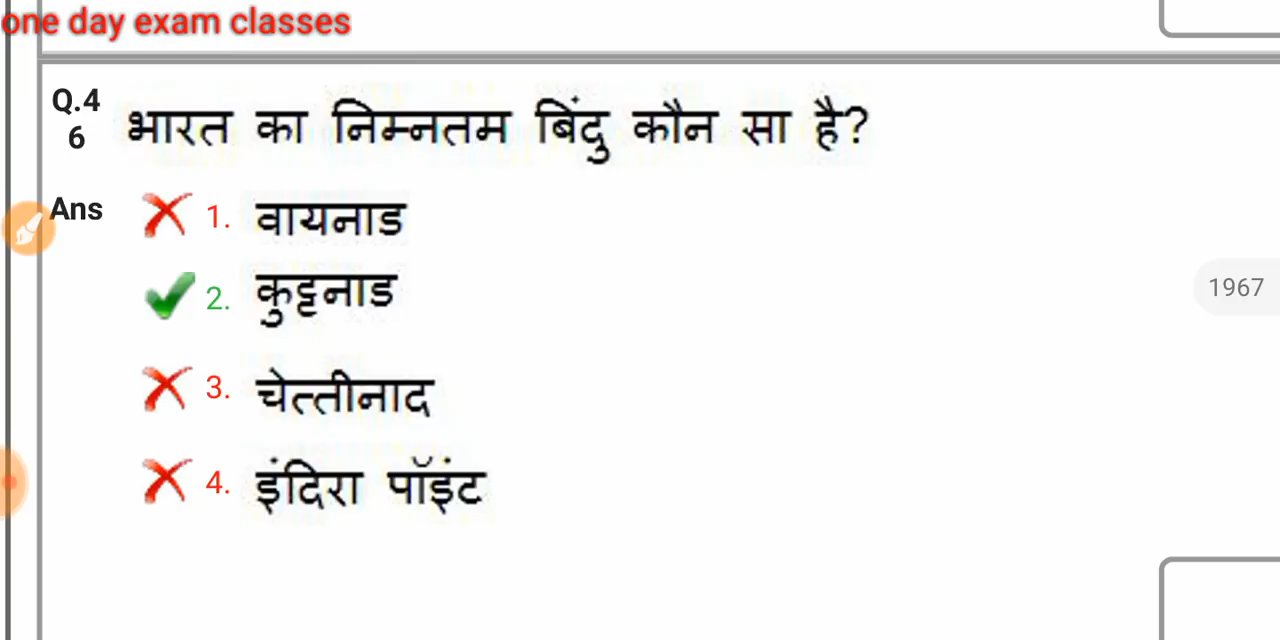 one day exam classes
Q.4
6
भारत का निम्नतम बिंदु कौन सा है?
Ans
1. वायनाड
2. कुट्टनाड
1967
3. चेत्तीनाद
4. इंदिरा पॉइंट